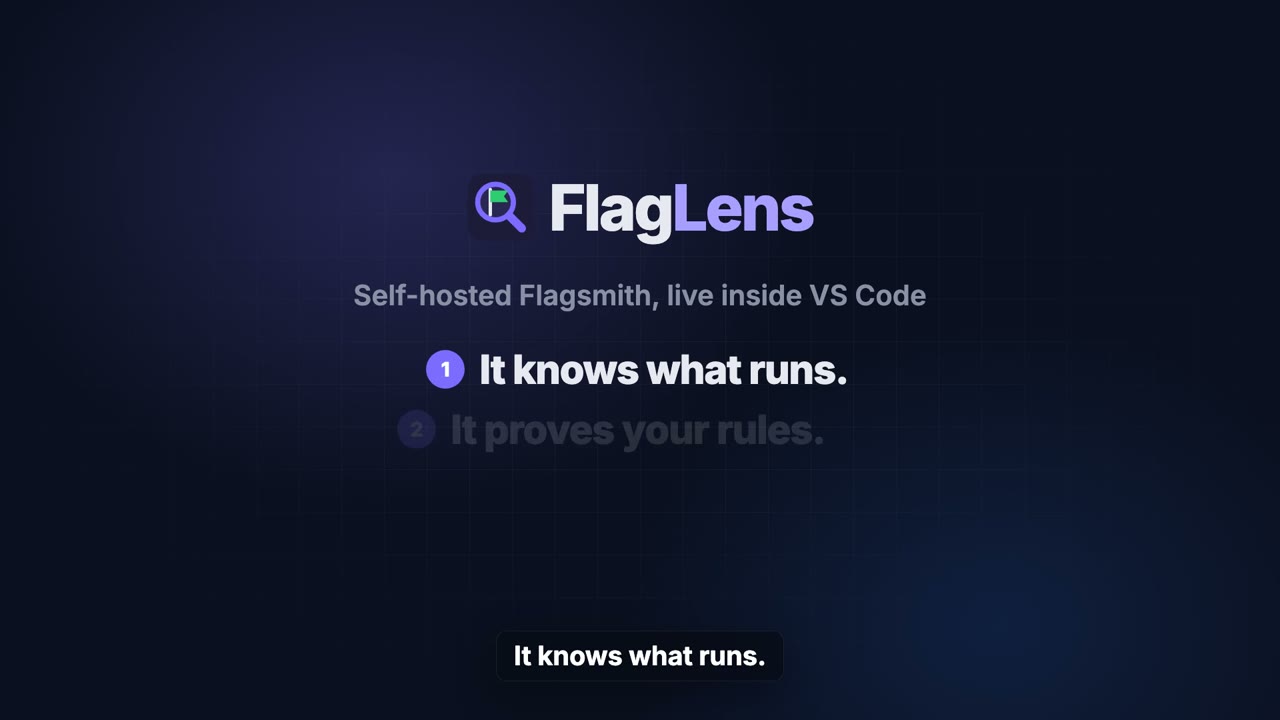 FlagLens
Self-hosted Flagsmith, live inside VS Code
1 It knows what runs.
2 It proves your rules.
It knows what runs.